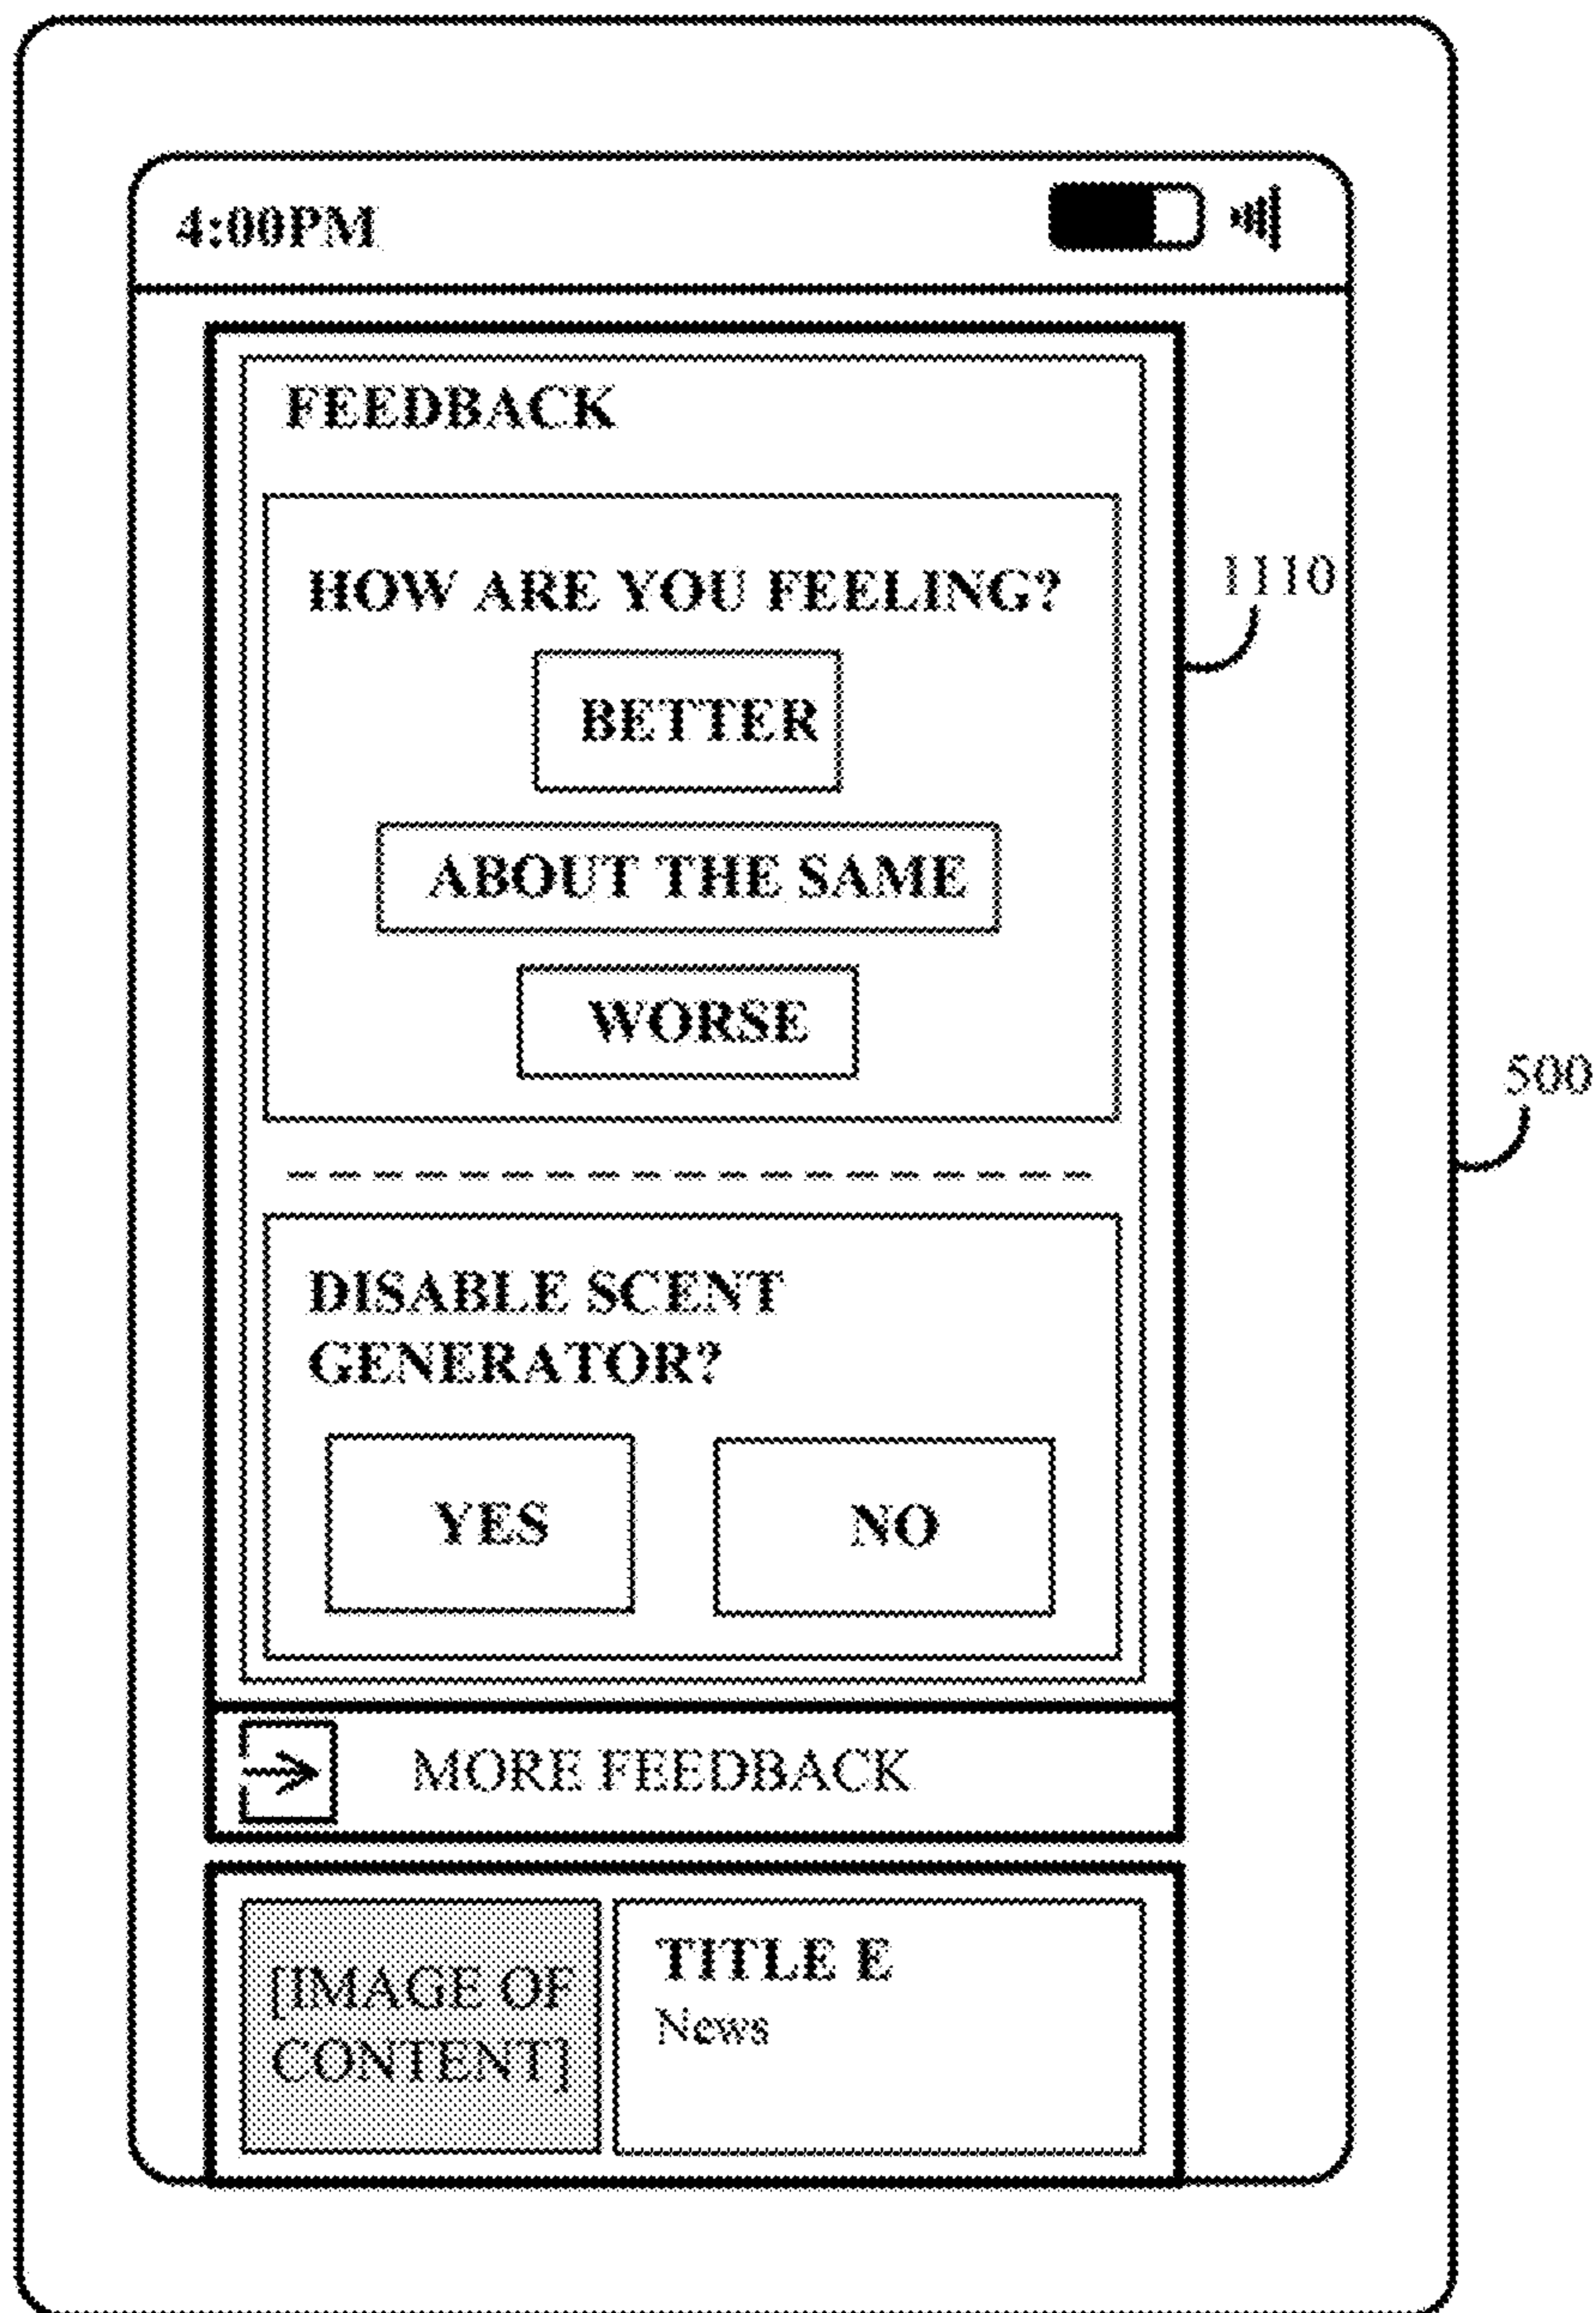 4:00PM
FEEDBACK
HOW ARE YOU FEELING?
1110
BETTER
ABOUT THE SAME
WORSE
500
DISABLE SCENT
GENERATOR?
YES
NO
MORE FEEDBACK
[IMAGE OF
CONTENT]
TITLE E
News